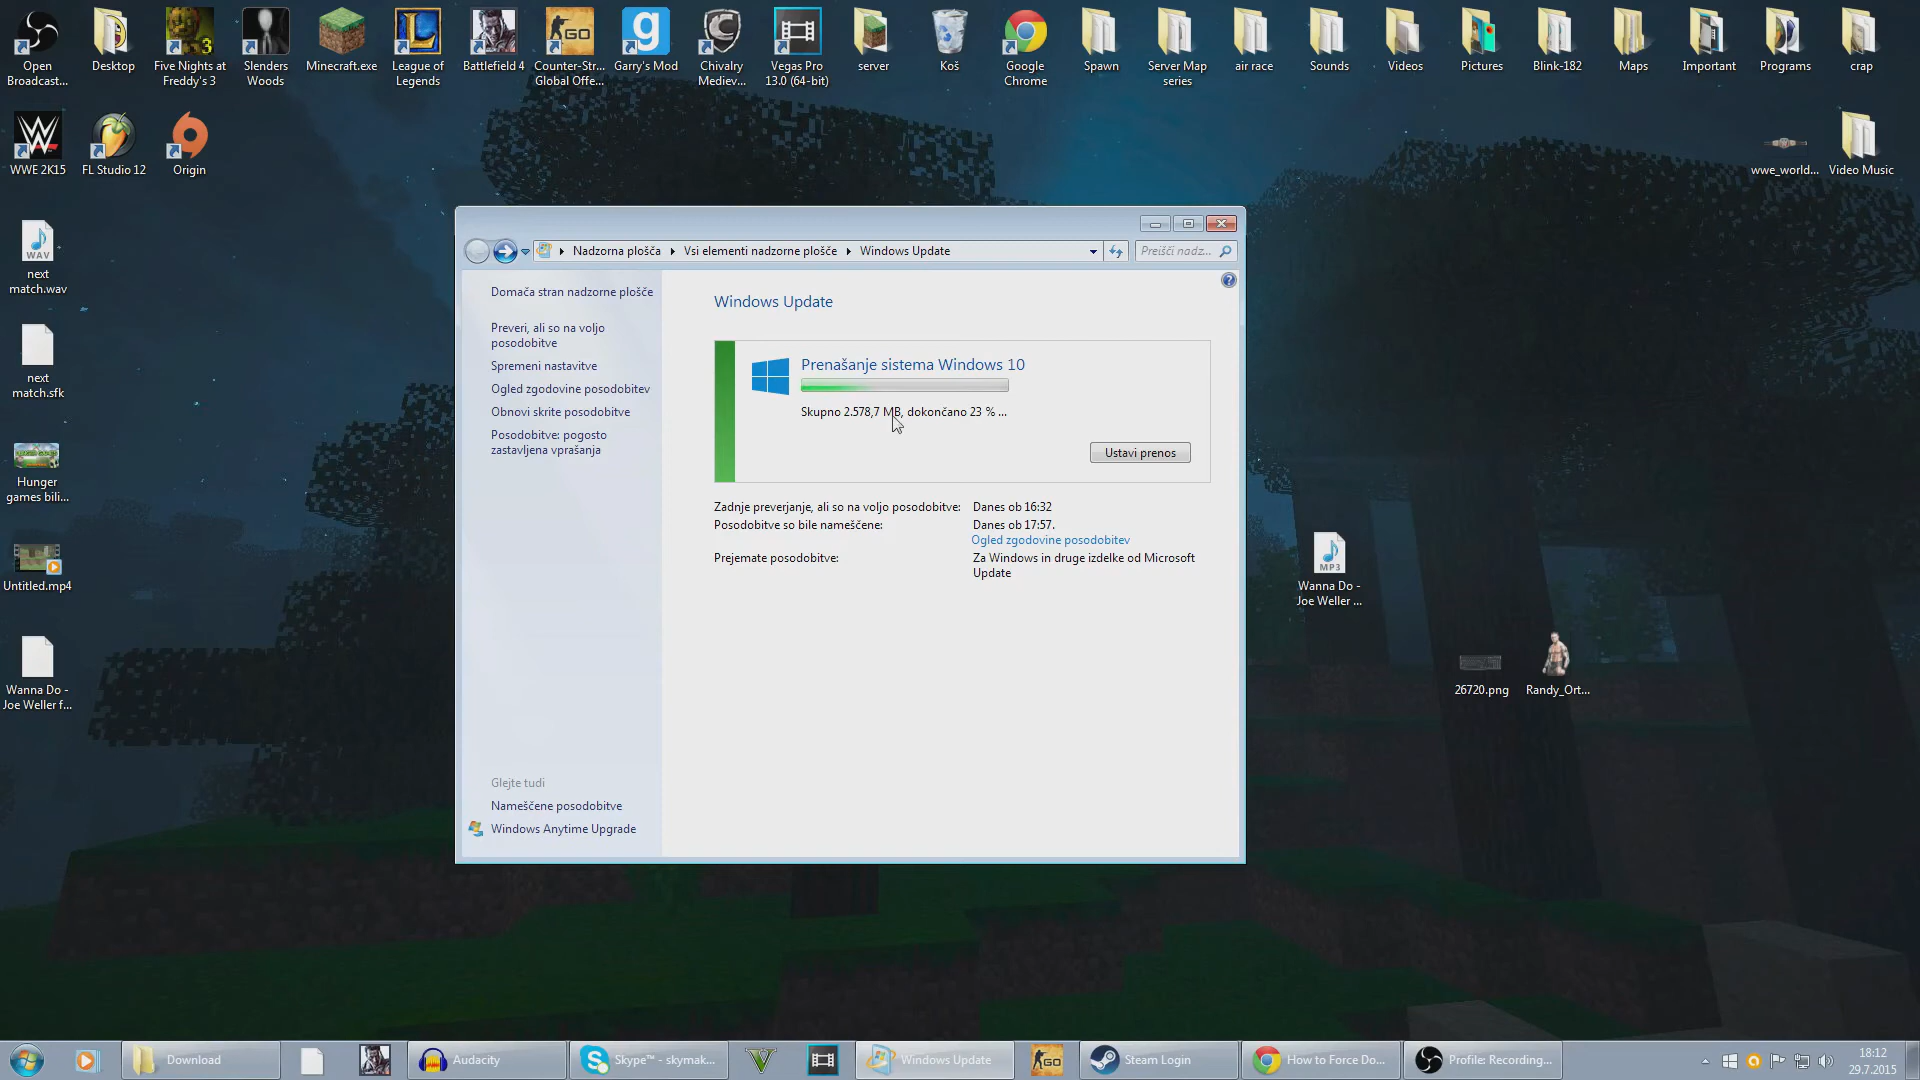 Open
Broadcast...
Desktop
Five Nights at
Freddy's 3
Slenders
Woods
Minecraft.exe
League of
Legends
Battlefield 4
Counter-Str...
Global Offe...
Garry's Mod
Chivalry
Mediev...
Vegas Pro
13.0 (64-bit)
server
Koš
Google
Chrome
Spawn
Server Map
series
air race
Sounds
Videos
Pictures
Blink-182
Maps
Important
Programs
crap
WWE 2K15
FL Studio 12
Origin
wwe_world...
Video Music
WAV
next
match.wav
next
match.sfk
Hunger
games bili...
Untitled.mp4
Wanna Do -
Joe Weller f...
Nadzorna plošča
Vsi elementi nadzorne plošče
Windows Update
Preišči nadz...
Domača stran nadzorne plošče
Preveri, ali so na voljo
posodobitve
Spremeni nastavitve
Ogled zgodovine posodobitev
Obnovi skrite posodobitve
Posodobitve: pogosto
zastavljena vprašanja
Glejte tudi
Nameščene posodobitve
Windows Anytime Upgrade
Windows Update
Prenašanje sistema Windows 10
Skupno 2.578,7 MB, dokončano 23 % ...
Ustavi prenos
Zadnje preverjanje, ali so na voljo posodobitve: Danes ob 16:32
Posodobitve so bile nameščene: Danes ob 17:57.
Ogled zgodovine posodobitev
Prejemate posodobitve: Za Windows in druge izdelke od Microsoft
Update
MP3
Wanna Do -
Joe Weller ...
26720.png
Randy_Ort...
Download
Audacity
Skype™ - skymak...
Windows Update
GO
Steam Login
How to Force Do...
Profile: Recording...
18:12
29.7.2015